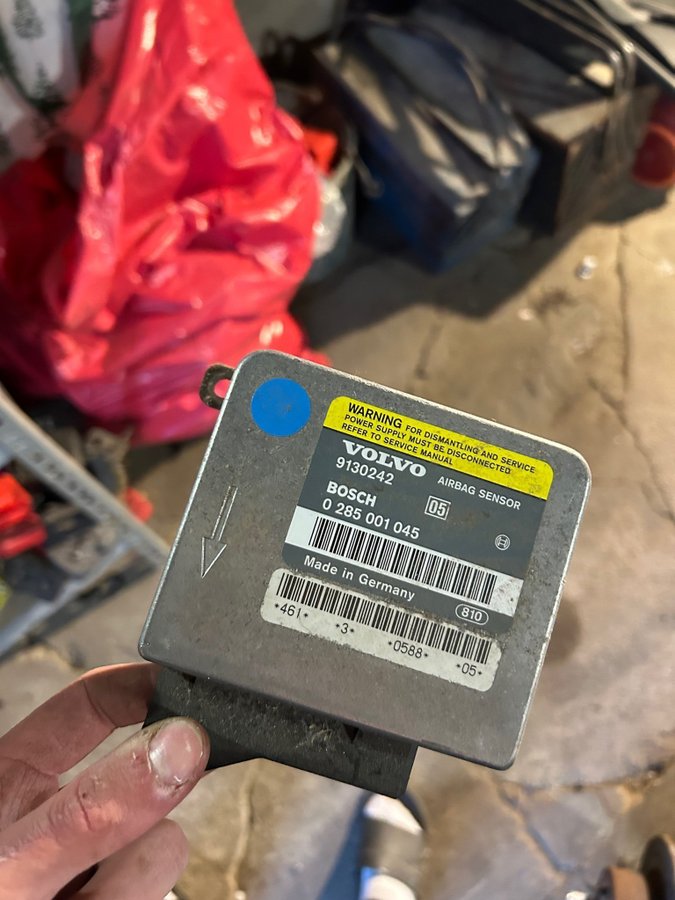 WARNING FOR DISMANTLING AND SERVICE
POWER SUPPLY MUST BE DISCONNECTED
REFER TO SERVICE MANUAL
VOLVO
9130242
AIRBAG SENSOR
BOSCH
05
0 285 001 045
Made in Germany
810
*461* *3* *0588* *05*